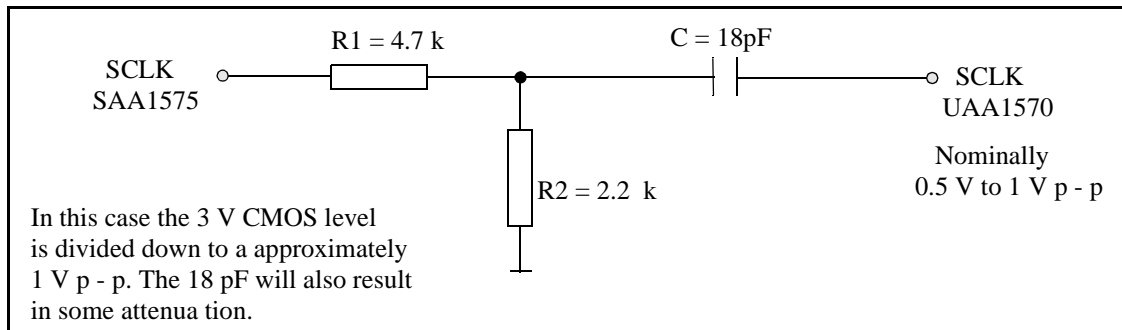 R1 = 4.7 k
C = 18pF
SCLK
SAA1575
SCLK
UAA1570
Nominally
0.5 V to 1 V p - p
R2 = 2.2 k
In this case the 3 V CMOS level
is divided down to a approximately
1 V p - p. The 18 pF will also result
in some attenua tion.